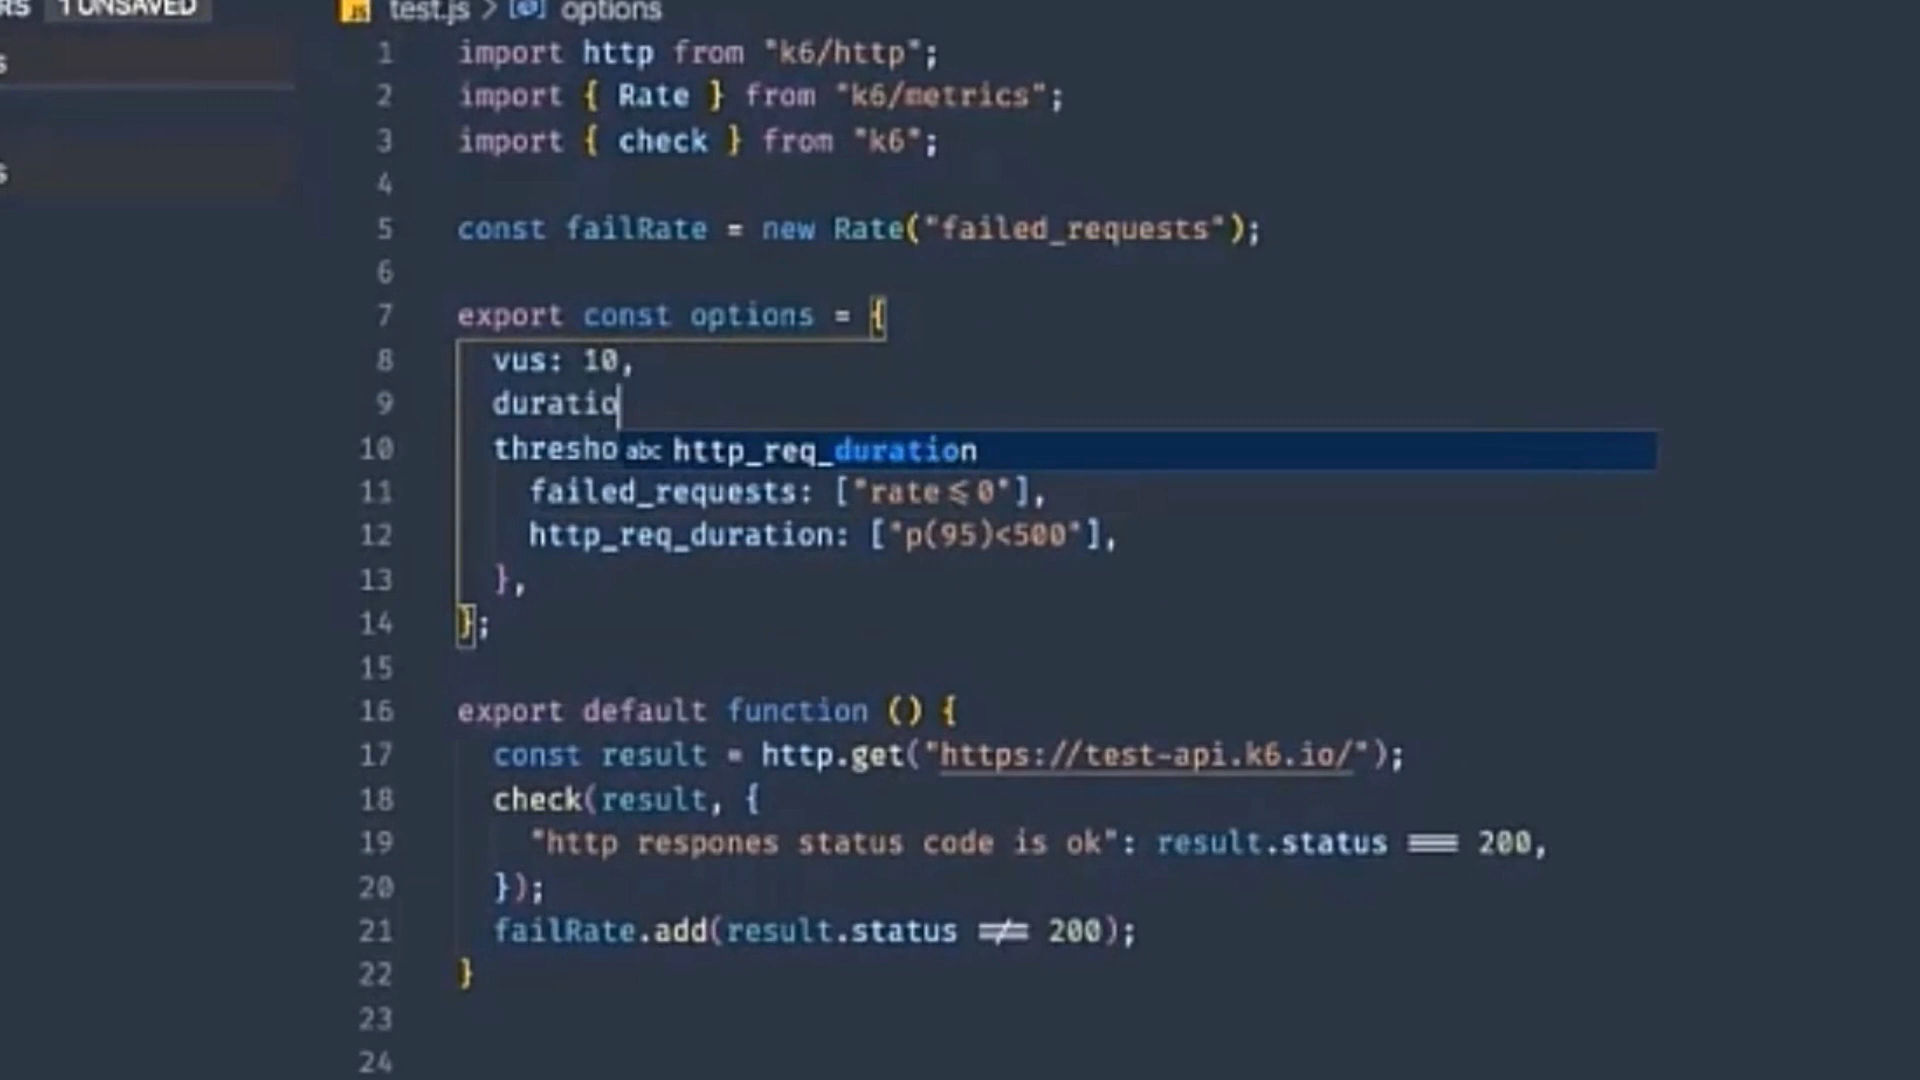 1 UNSAVED
JS test.js > options
1 import http from "k6/http";
2 import { Rate } from "k6/metrics";
3 import { check } from "k6";
4
5 const failRate = new Rate("failed_requests");
6
7 export const options = {
8 vus: 10,
9 duratio
10 thresho abc http_req_duration
11 failed_requests: ["rate<=0"],
12 http_req_duration: ["p(95)<500"],
13 },
14 };
15
16 export default function () {
17 const result = http.get("https://test-api.k6.io/");
18 check(result, {
19 "http respones status code is ok": result.status === 200,
20 });
21 failRate.add(result.status !== 200);
22 }
23
24